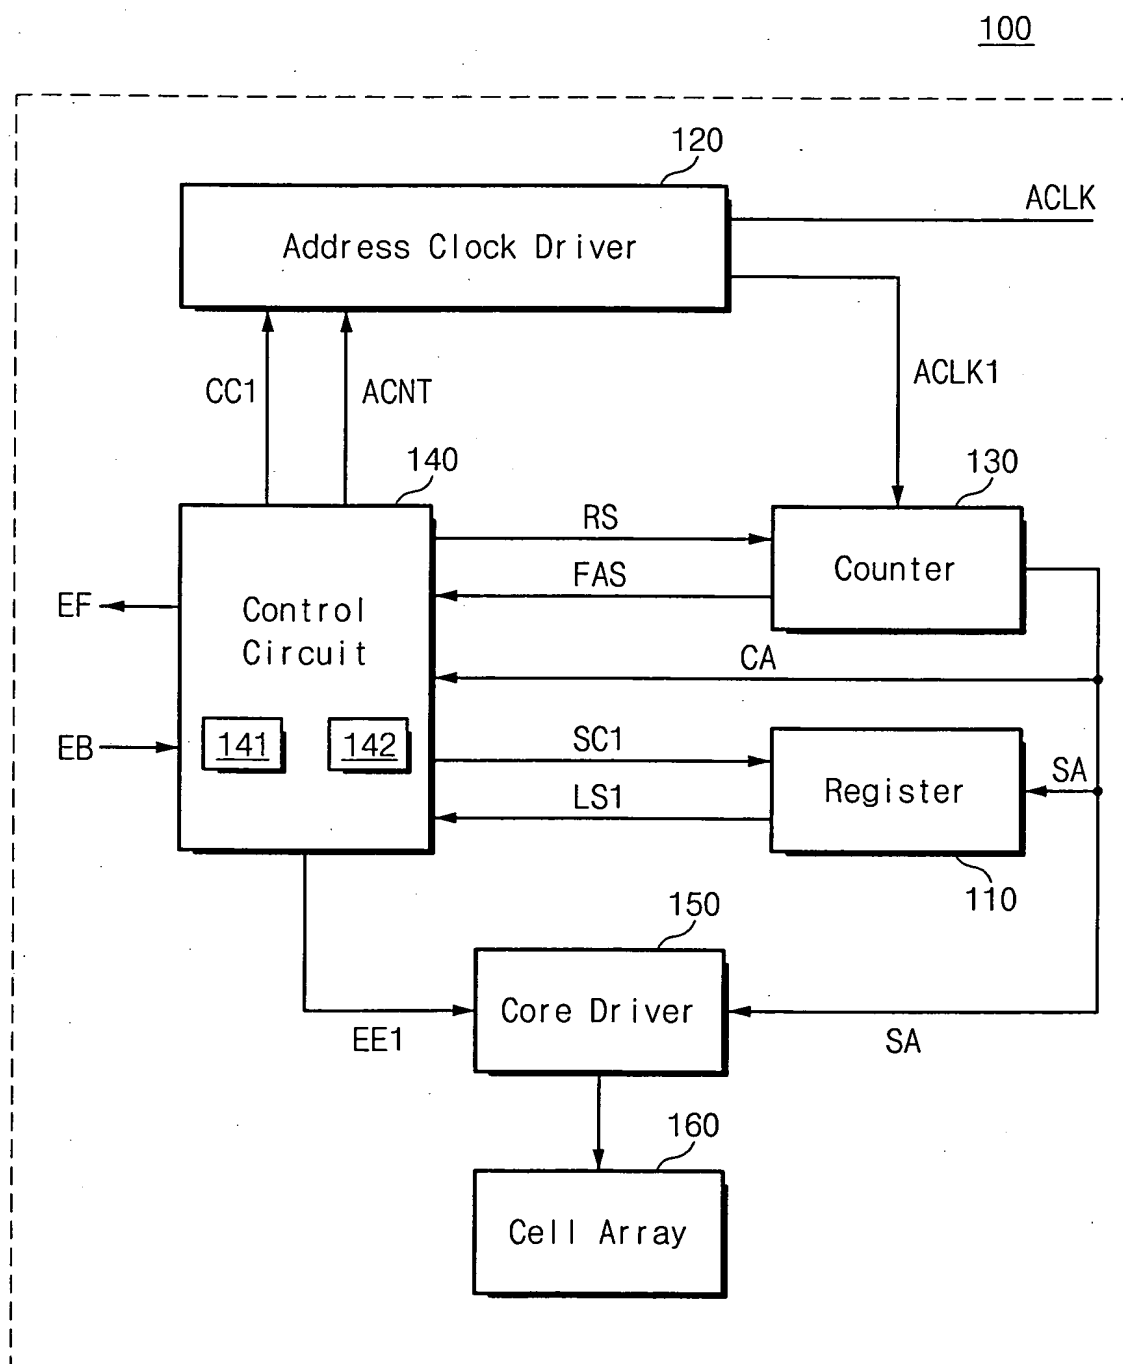 100
120
ACLK
Address Clock Driver
CC1
ACNT
ACLK1
140
130
RS
Counter
FAS
EF
Control
Circuit
CA
EB
141
142
SC1
SA
Register
LS1
110
150
Core Driver
EE1
SA
160
Cell Array